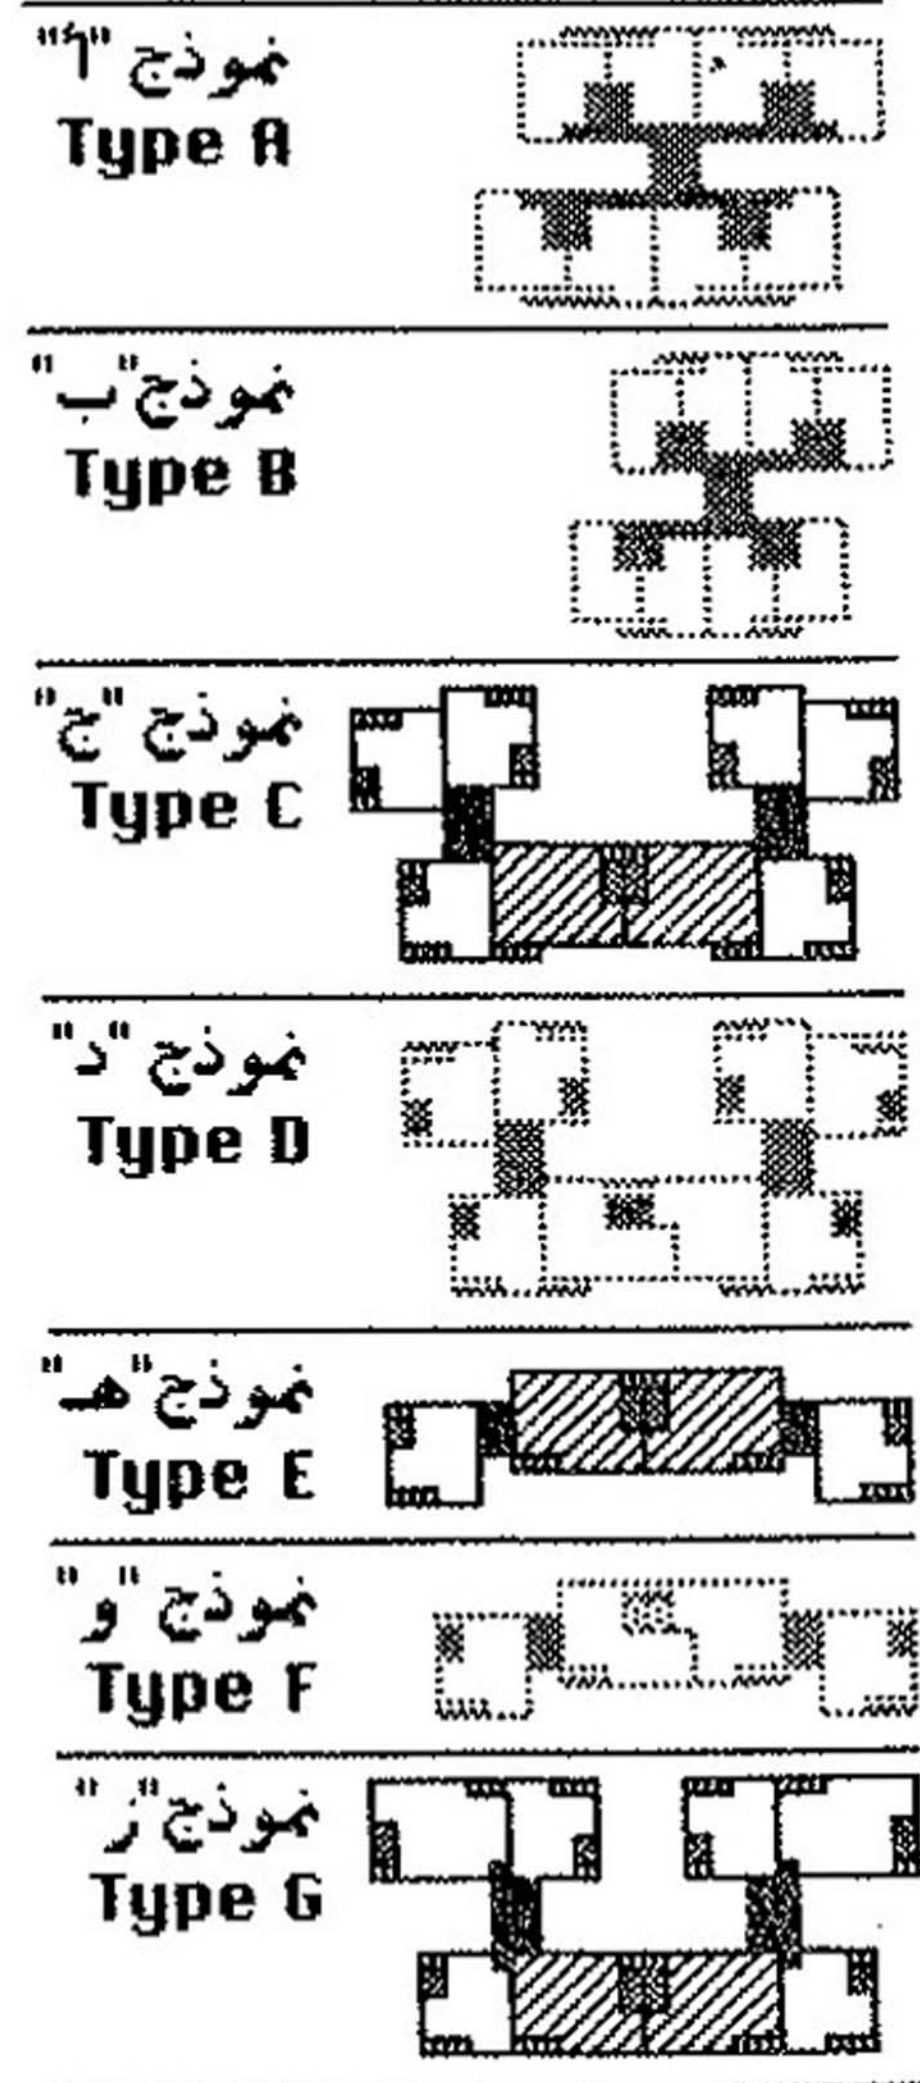 نموذج "أ"
Type A
نموذج "ب"
Type B
نموذج "ج"
Type C
نموذج "د"
Type D
نموذج "هـ"
Type E
نموذج "و"
Type F
نموذج "ز"
Type G